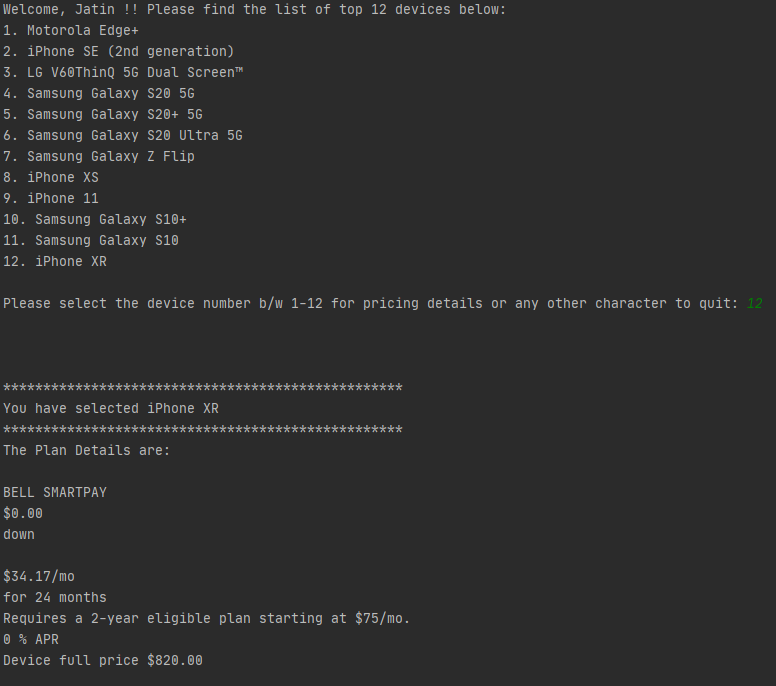 Welcome, Jatin !! Please find the list of top 12 devices below:
1. Motorola Edge+
2. iPhone SE (2nd generation)
3. LG V60ThinQ 5G Dual Screen™
4. Samsung Galaxy S20 5G
5. Samsung Galaxy S20+ 5G
6. Samsung Galaxy S20 Ultra 5G
7. Samsung Galaxy Z Flip
8. iPhone XS
9. iPhone 11
10. Samsung Galaxy S10+
11. Samsung Galaxy S10
12. iPhone XR
Please select the device number b/w 1-12 for pricing details or any other character to quit: 12
**************************************************
You have selected iPhone XR
**************************************************
The Plan Details are:
BELL SMARTPAY
$0.00
down
$34.17/mo
for 24 months
Requires a 2-year eligible plan starting at $75/mo.
0 % APR
Device full price $820.00